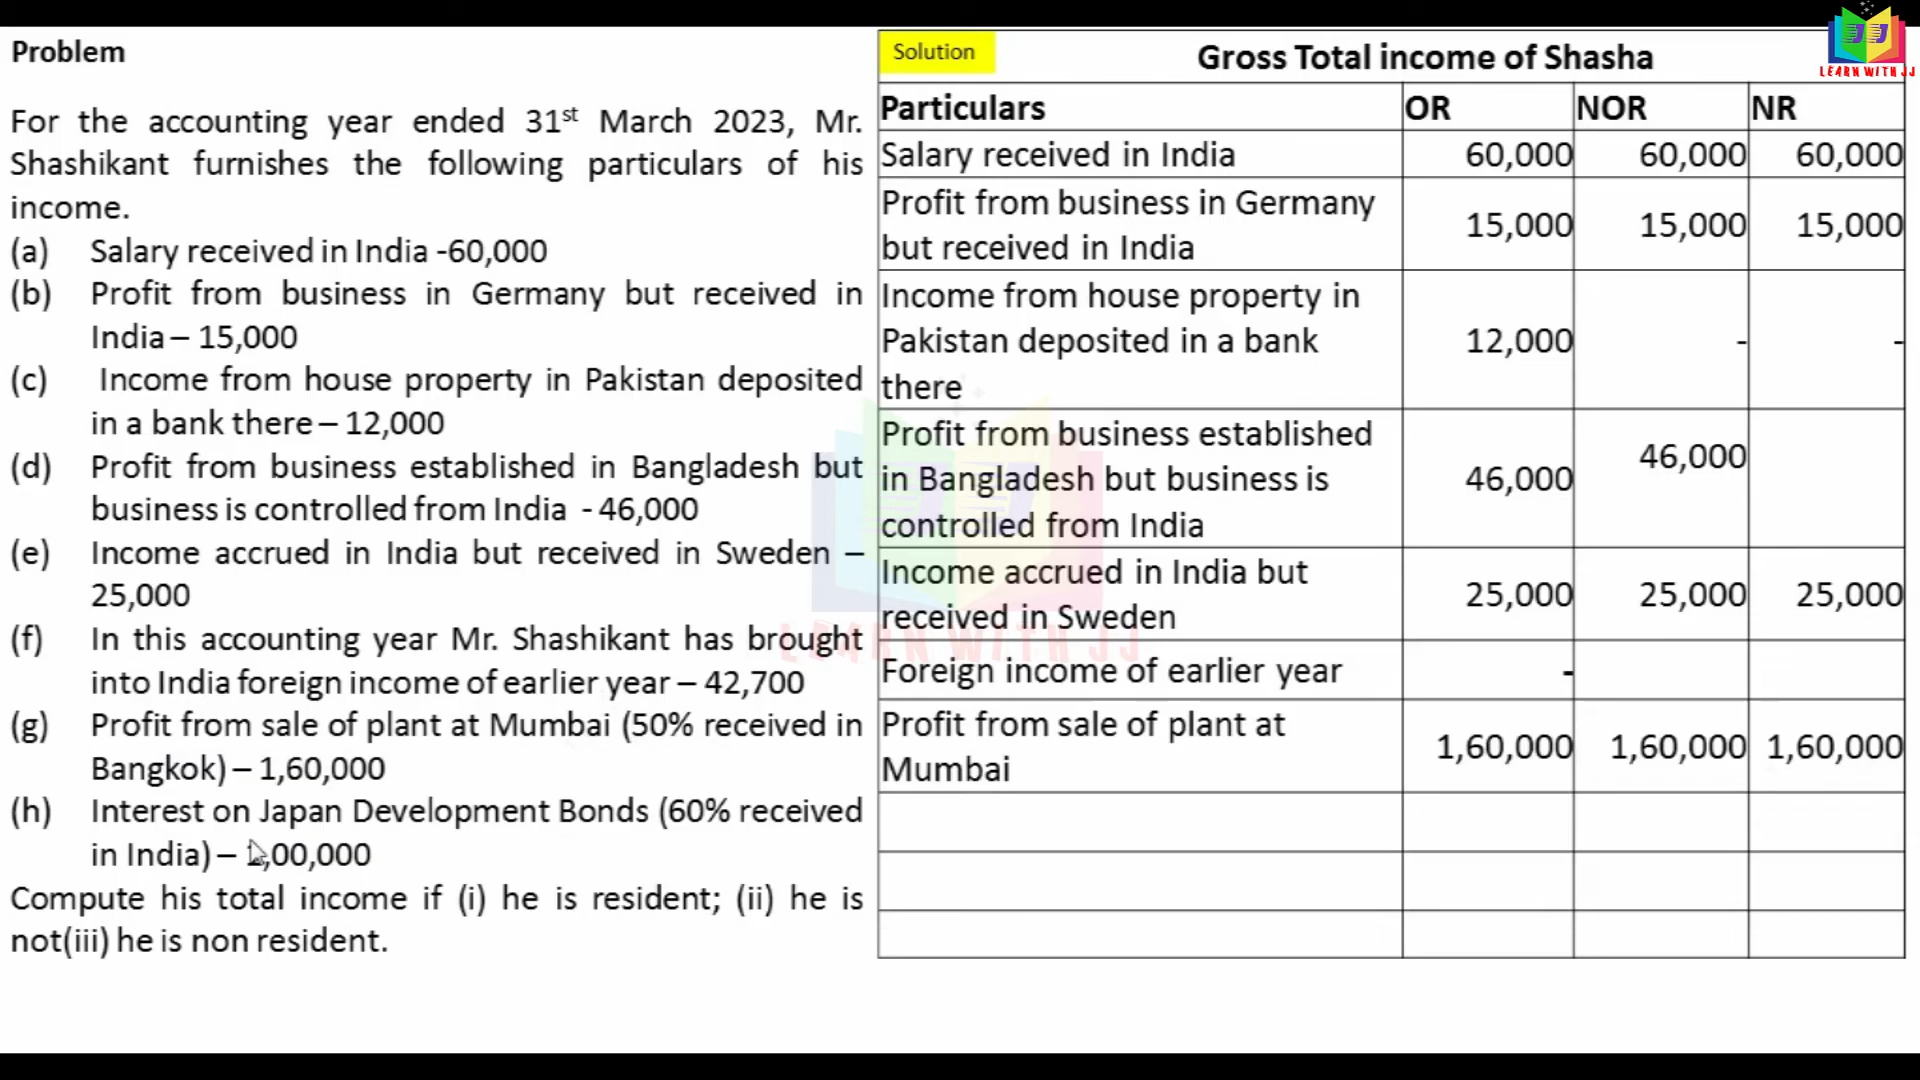 Problem
For the accounting year ended 31st March 2023, Mr.
Shashikant furnishes the following particulars of his
income.
(a) Salary received in India -60,000
(b) Profit from business in Germany but received in
India – 15,000
(c) Income from house property in Pakistan deposited
in a bank there – 12,000
(d) Profit from business established in Bangladesh but
business is controlled from India - 46,000
(e) Income accrued in India but received in Sweden –
25,000
(f) In this accounting year Mr. Shashikant has brought
into India foreign income of earlier year – 42,700
(g) Profit from sale of plant at Mumbai (50% received in
Bangkok) – 1,60,000
(h) Interest on Japan Development Bonds (60% received
in India) – ,00,000
Compute his total income if (i) he is resident; (ii) he is
not(iii) he is non resident.
Solution
Gross Total income of Shasha
Particulars OR NOR NR
Salary received in India 60,000 60,000 60,000
Profit from business in Germany
but received in India 15,000 15,000 15,000
Income from house property in
Pakistan deposited in a bank 12,000 - -
there
Profit from business established
in Bangladesh but business is 46,000 46,000
controlled from India
Income accrued in India but
received in Sweden 25,000 25,000 25,000
Foreign income of earlier year -
Profit from sale of plant at
Mumbai 1,60,000 1,60,000 1,60,000
LEARN WITH JJ
LEARN WITH JJ